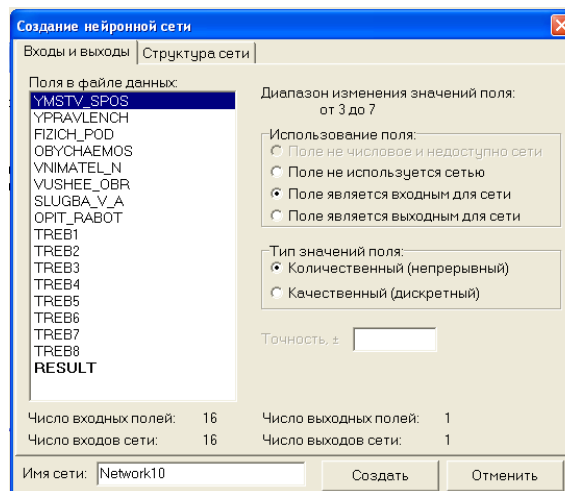 Создание нейронной сети
Входы и выходы Структура сети
Поля в файле данных:
YMSTV_SPOS
YPRAVLENCH
FIZICH_POD
OBYCHAEMOS
VNIMATEL_N
VUSHEE_OBR
SLUGBA_V_A
OPIT_RABOT
TREB1
TREB2
TREB3
TREB4
TREB5
TREB6
TREB7
TREB8
RESULT
Диапазон изменения значений поля:
от 3 до 7
Использование поля:
Поле не числовое и недоступно сети
Поле не используется сетью
Поле является входным для сети
Поле является выходным для сети
Тип значений поля:
Количественный (непрерывный)
Качественный (дискретный)
Точность, ±
Число входных полей: 16 Число выходных полей: 1
Число входов сети: 16 Число выходов сети: 1
Имя сети: Network10 Создать Отменить